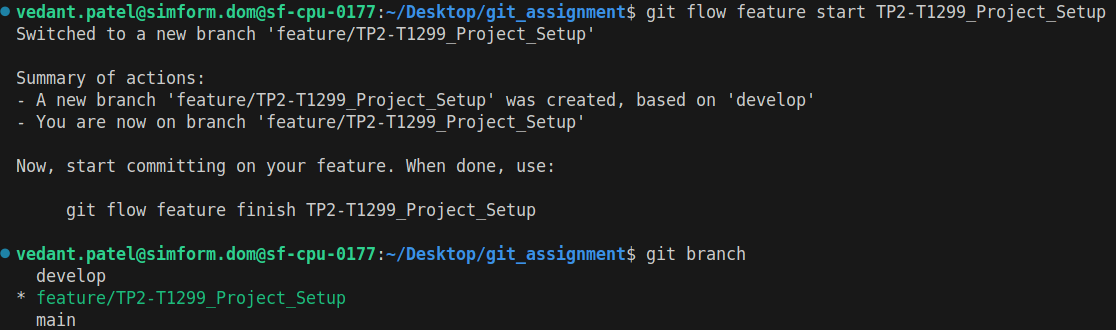 vedant.patel@simform.dom@sf-cpu-0177:~/Desktop/git_assignment$ git flow feature start TP2-T1299_Project_Setup
Switched to a new branch 'feature/TP2-T1299_Project_Setup'
Summary of actions:
- A new branch 'feature/TP2-T1299_Project_Setup' was created, based on 'develop'
- You are now on branch 'feature/TP2-T1299_Project_Setup'
Now, start committing on your feature. When done, use:
git flow feature finish TP2-T1299_Project_Setup
vedant.patel@simform.dom@sf-cpu-0177:~/Desktop/git_assignment$ git branch
develop
* feature/TP2-T1299_Project_Setup
main